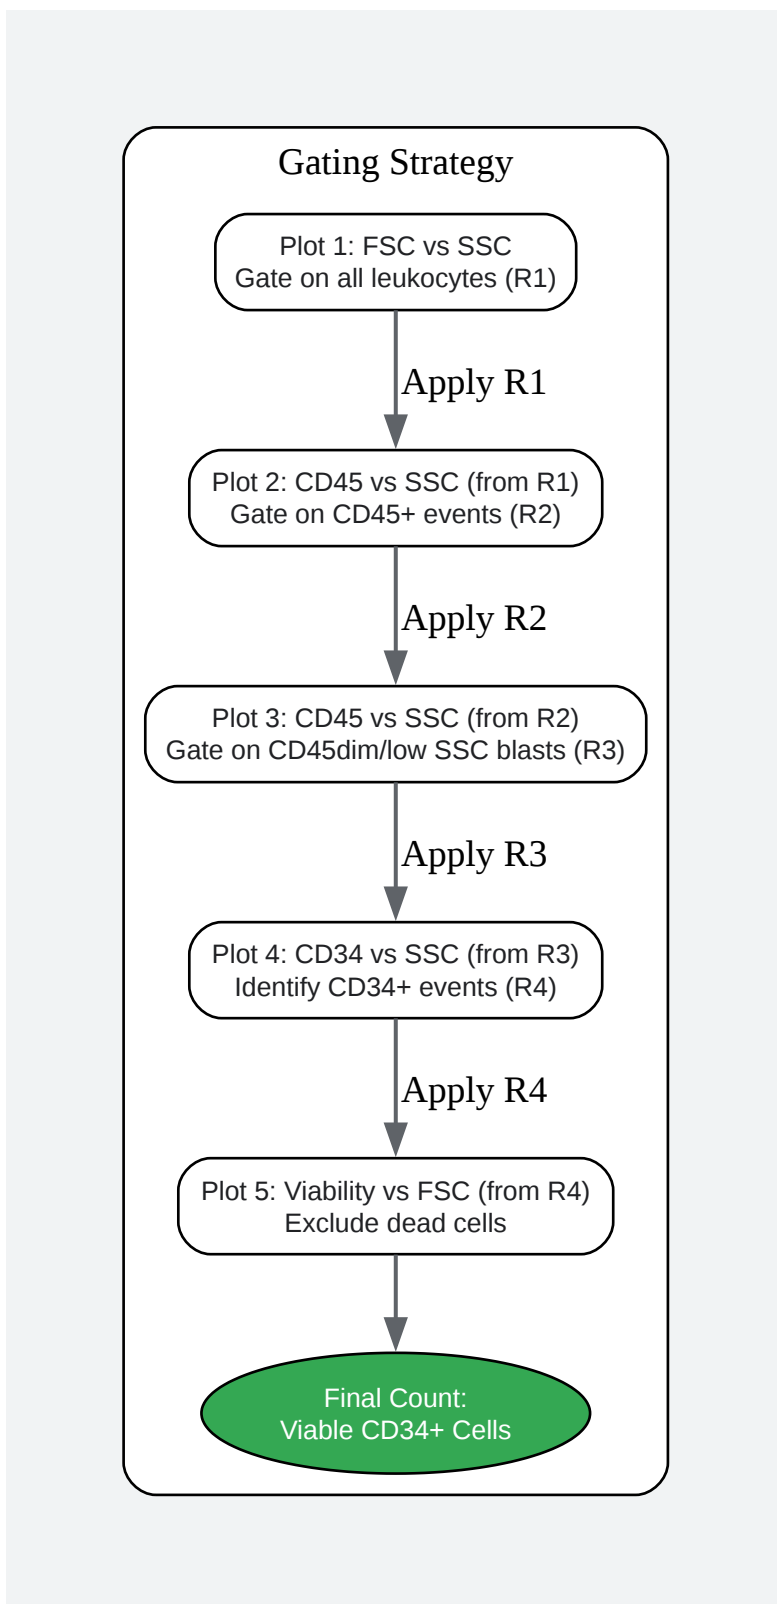 Gating Strategy
Plot 1: FSC vs SSC
Gate on all leukocytes (R1)
Apply R1
Plot 2: CD45 vs SSC (from R1)
Gate on CD45+ events (R2)
Apply R2
Plot 3: CD45 vs SSC (from R2)
Gate on CD45dim/low SSC blasts (R3)
Apply R3
Plot 4: CD34 vs SSC (from R3)
Identify CD34+ events (R4)
Apply R4
Plot 5: Viability vs FSC (from R4)
Exclude dead cells
Final Count:
Viable CD34+ Cells